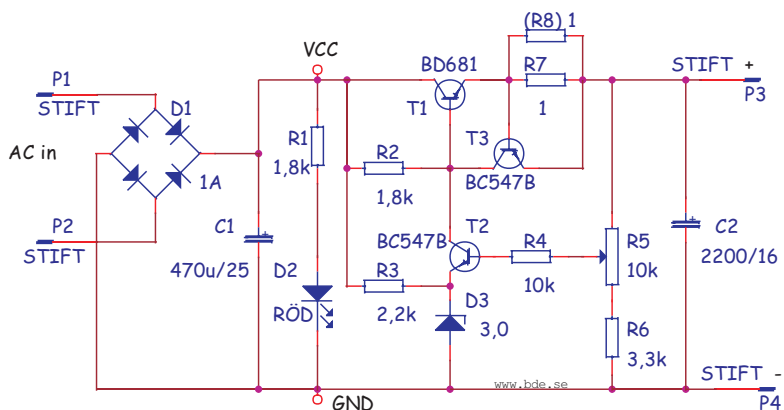 (R8) 1
VCC
BD681
R7
STIFT +
P1
STIFT
D1
T1
1
P3
R1
T3
AC in
1,8k
R2
BC547B
1A
1,8k
P2
STIFT
C1
T2
BC547B
R4
R5
C2
470u/25
D2
R3
10k
10k
2200/16
RÖD
2,2k
D3
3,0
R6
3,3k
www.bde.se
STIFT -
GND
P4